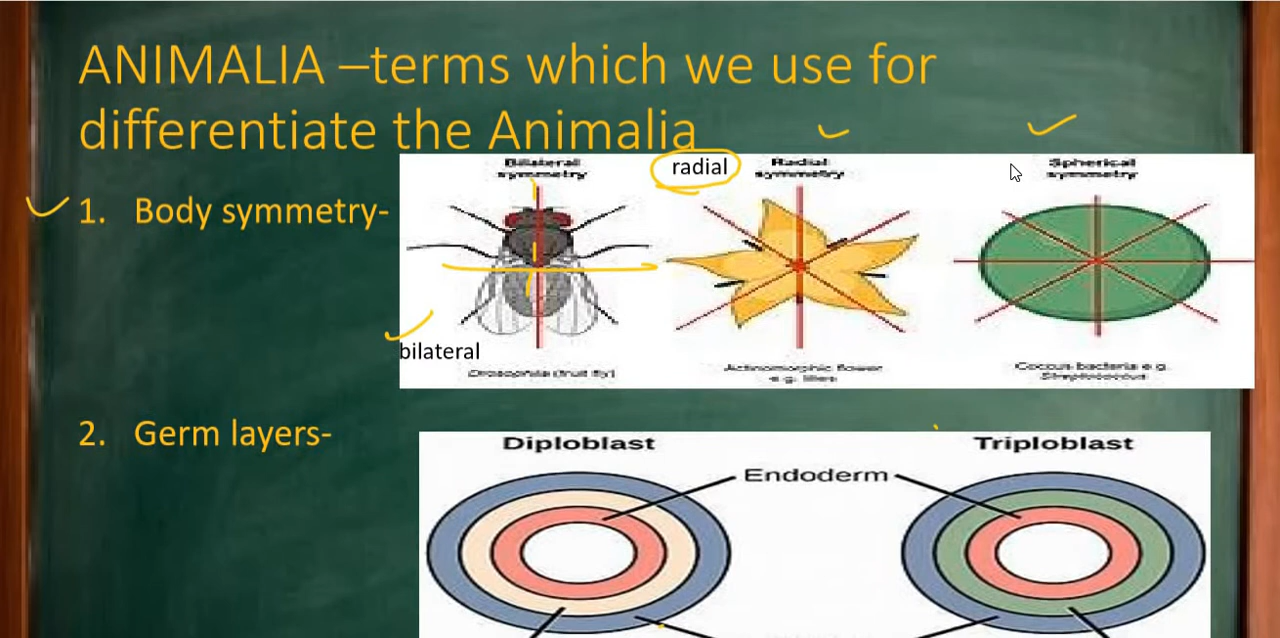 ANIMALIA –terms which we use for
differentiate the Animalia
Bilateral
symmetry
radial
Radial
symmetry
Spherical
symmetry
1. Body symmetry-
bilateral
Drosophila (fruit fly)
Actinomorphic flower
e.g. lilies
Coccus bacteria e.g.
Streptococcus
2. Germ layers-
Diploblast
Triploblast
Endoderm